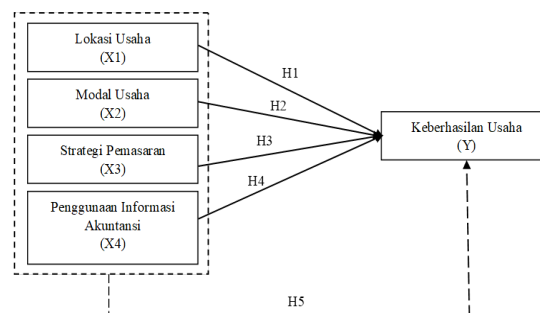 Lokasi Usaha
(X1)
Modal Usaha
(X2)
Strategi Pemasaran
(X3)
Penggunaan Informasi
Akuntansi
(X4)
H1
H2
H3
H4
Keberhasilan Usaha
(Y)
H5